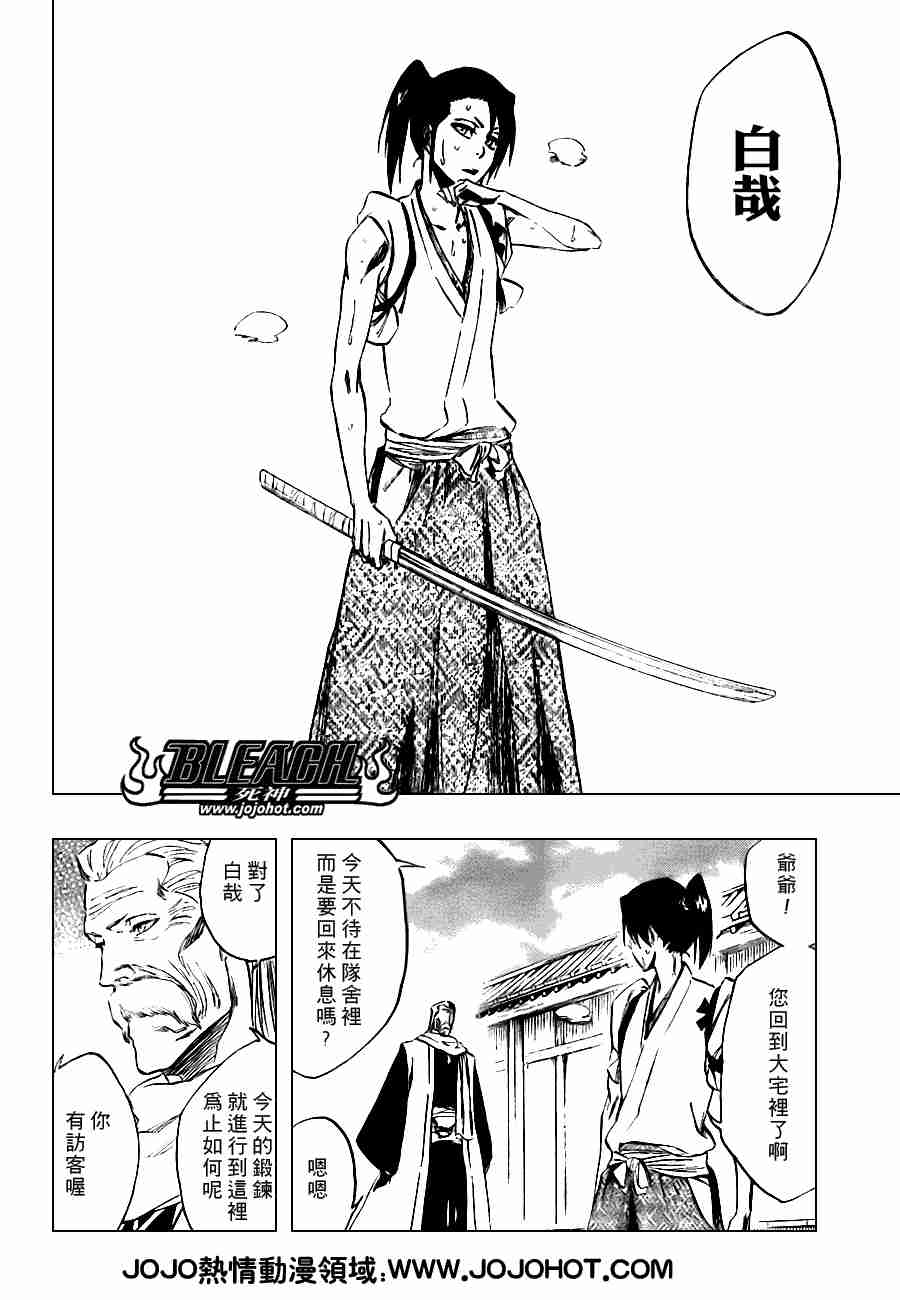 白哉
BLEACH
死神
www.jojohot.com
爺爺！
您回到大宅裡了啊
今天不待在隊舍裡
而是要回來休息嗎？
嗯嗯
對了
白哉
今天的鍛鍊
就進行到這裡
爲止如何呢
你
有訪客喔
JOJO熱情動漫領域:WWW.JOJOHOT.COM